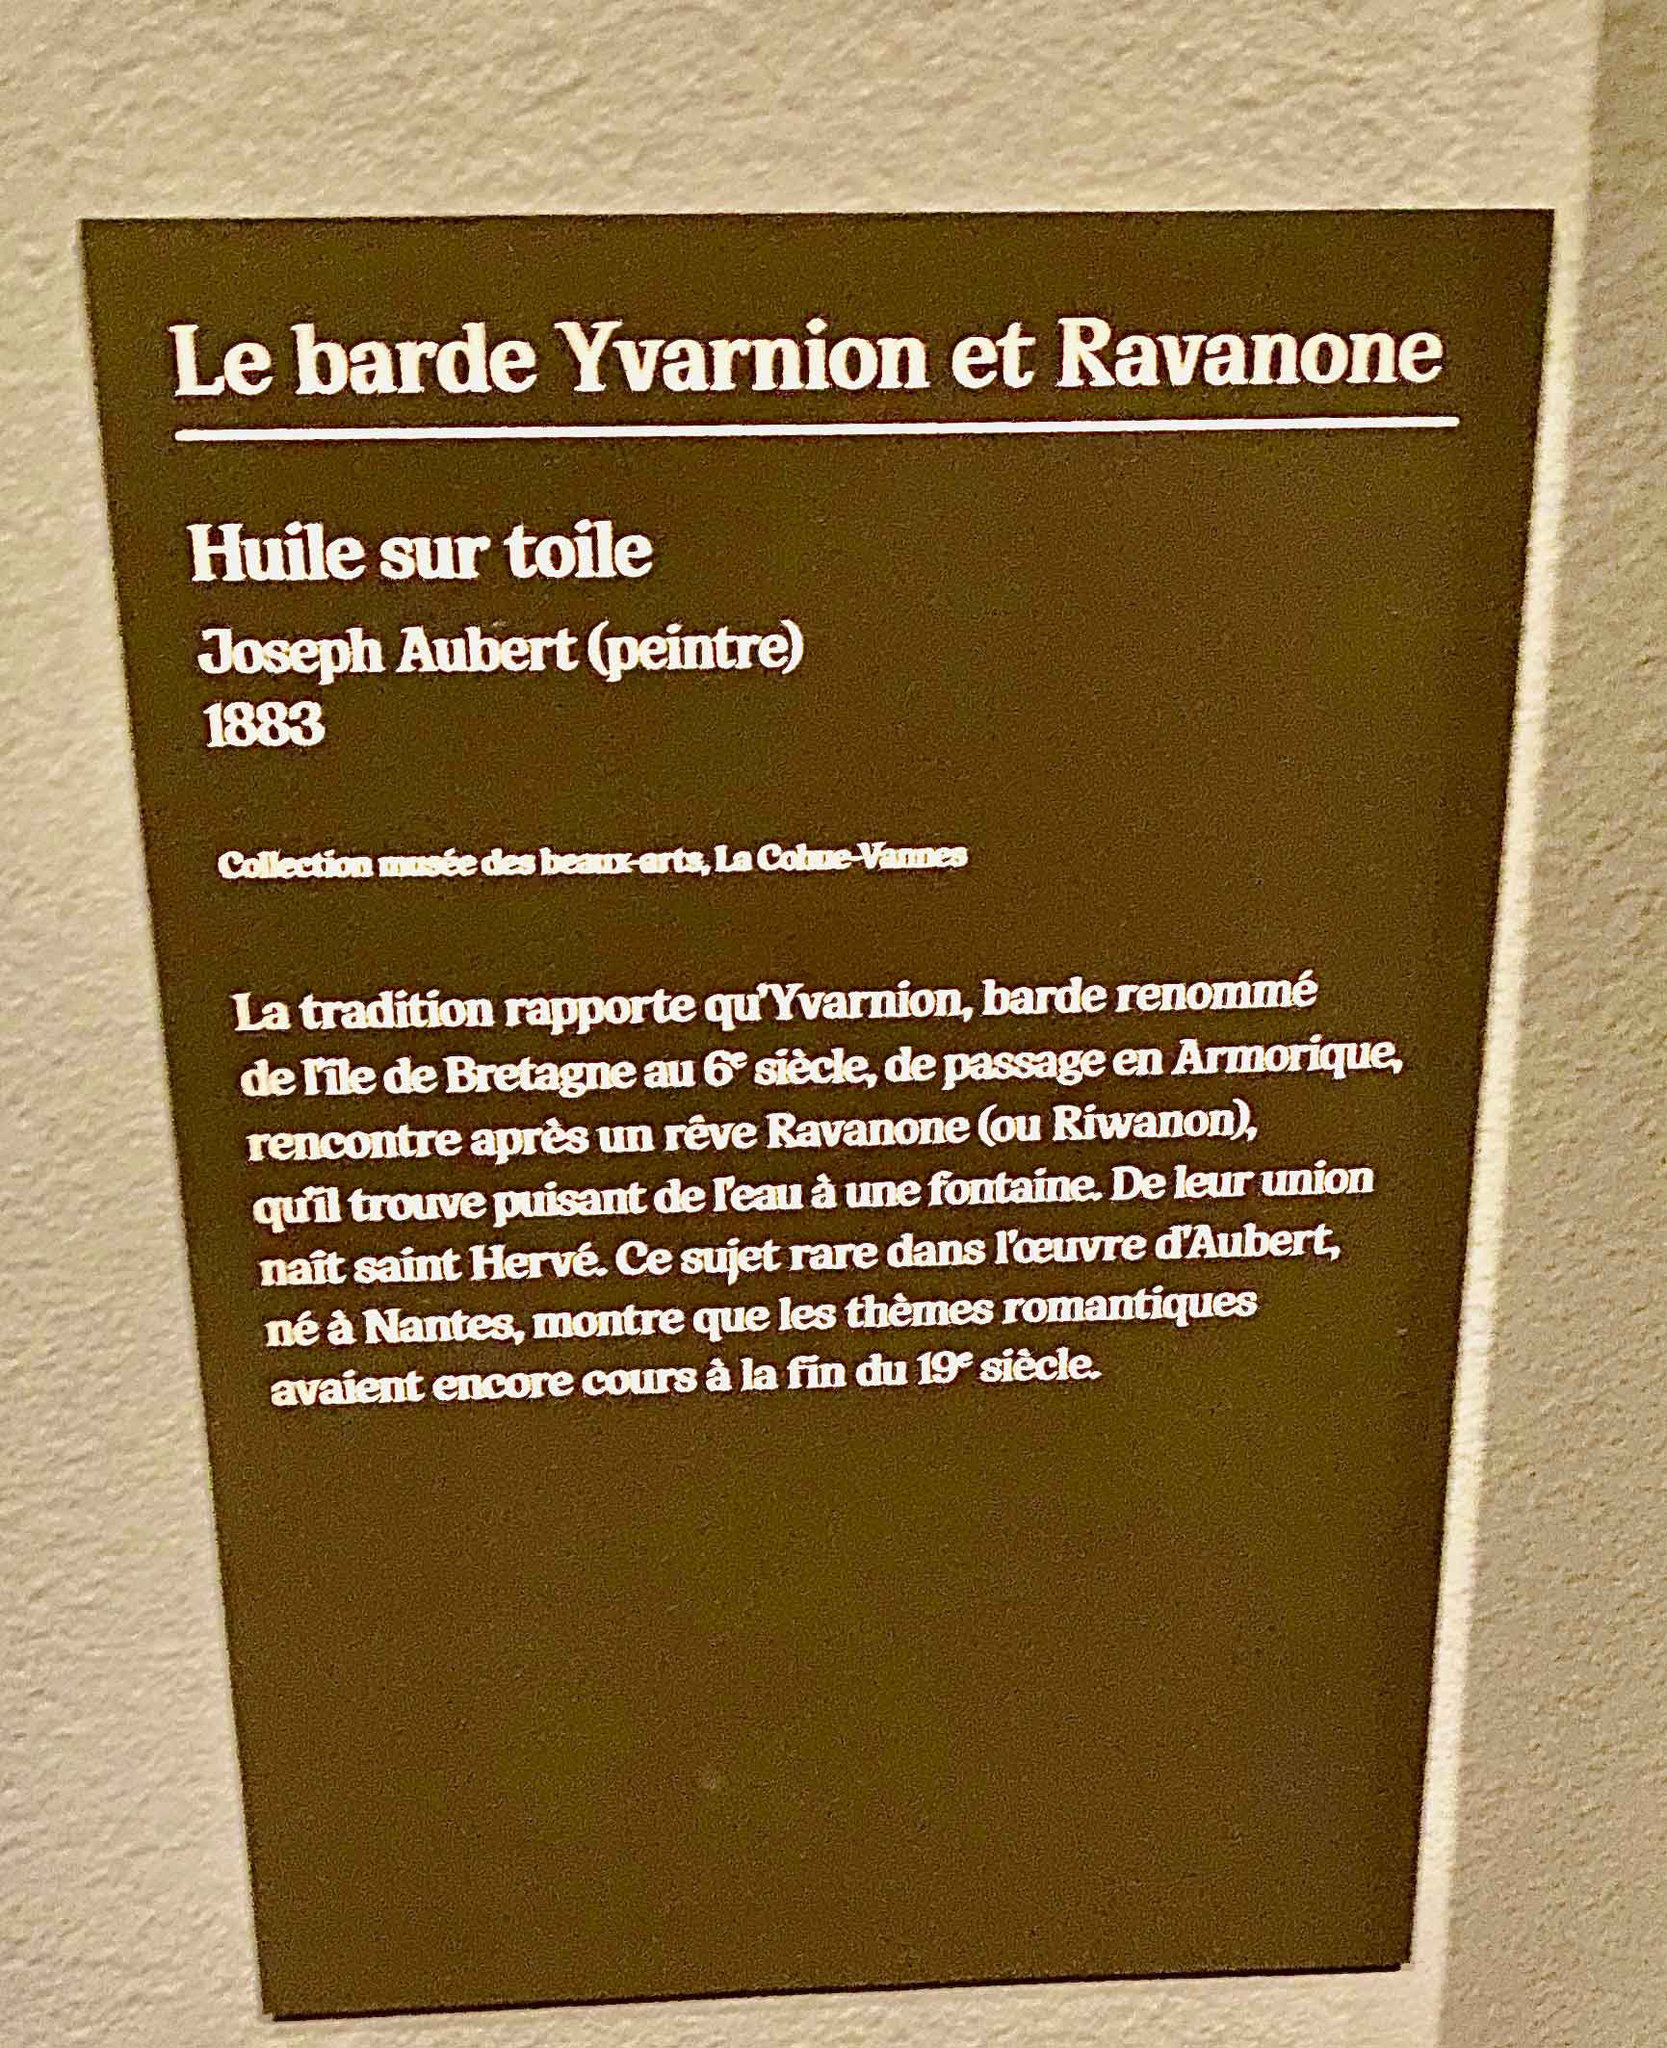 Le barde Yvarnion et Ravanone
Huile sur toile
Joseph Aubert (peintre)
1883
Collection musée des beaux-arts, La Cohue-Vannes
La tradition rapporte qu'Yvarnion, barde renommé
de l'île de Bretagne au 6e siècle, de passage en Armorique,
rencontre après un rêve Ravanone (ou Riwanon),
qu'il trouve puisant de l'eau à une fontaine. De leur union
naît saint Hervé. Ce sujet rare dans l'œuvre d'Aubert,
né à Nantes, montre que les thèmes romantiques
avaient encore cours à la fin du 19e siècle.